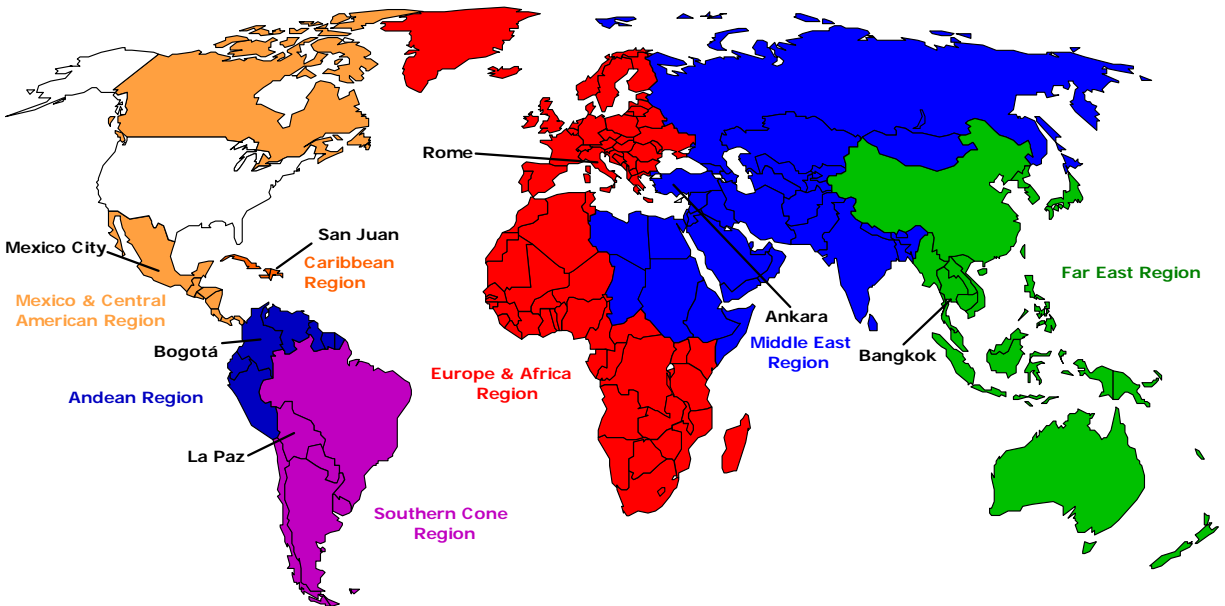 Rome
San Juan
Mexico City
Caribbean
Region
Far East Region
Mexico & Central
American Region
Ankara
Middle East
Region
Bogotá
Bangkok
Europe & Africa
Region
Andean Region
La Paz
Southern Cone
Region